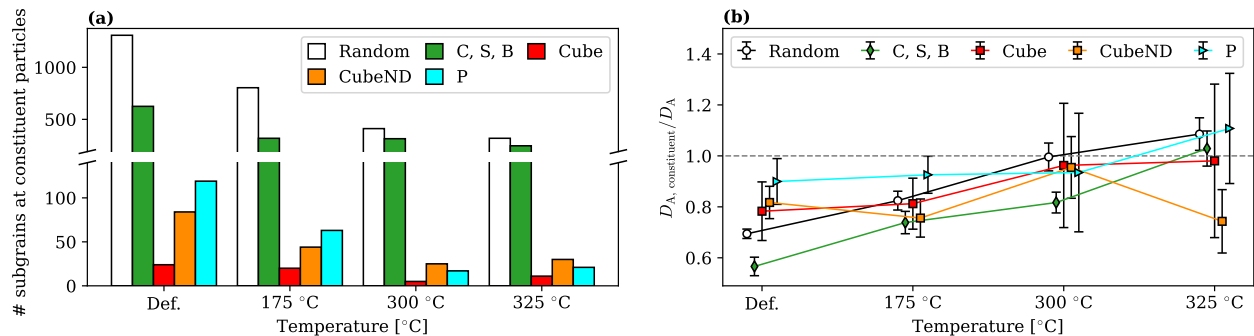 (a)
# subgrains at constituent particles
1000
500
100
50
0
Random
C, S, B
Cube
CubeND
P
Def.
175 °C
300 °C
325 °C
Temperature [°C]
(b)
D_A, constituent / D_A
1.4
1.2
1.0
0.8
0.6
Random
C, S, B
Cube
CubeND
P
Def.
175 °C
300 °C
325 °C
Temperature [°C]